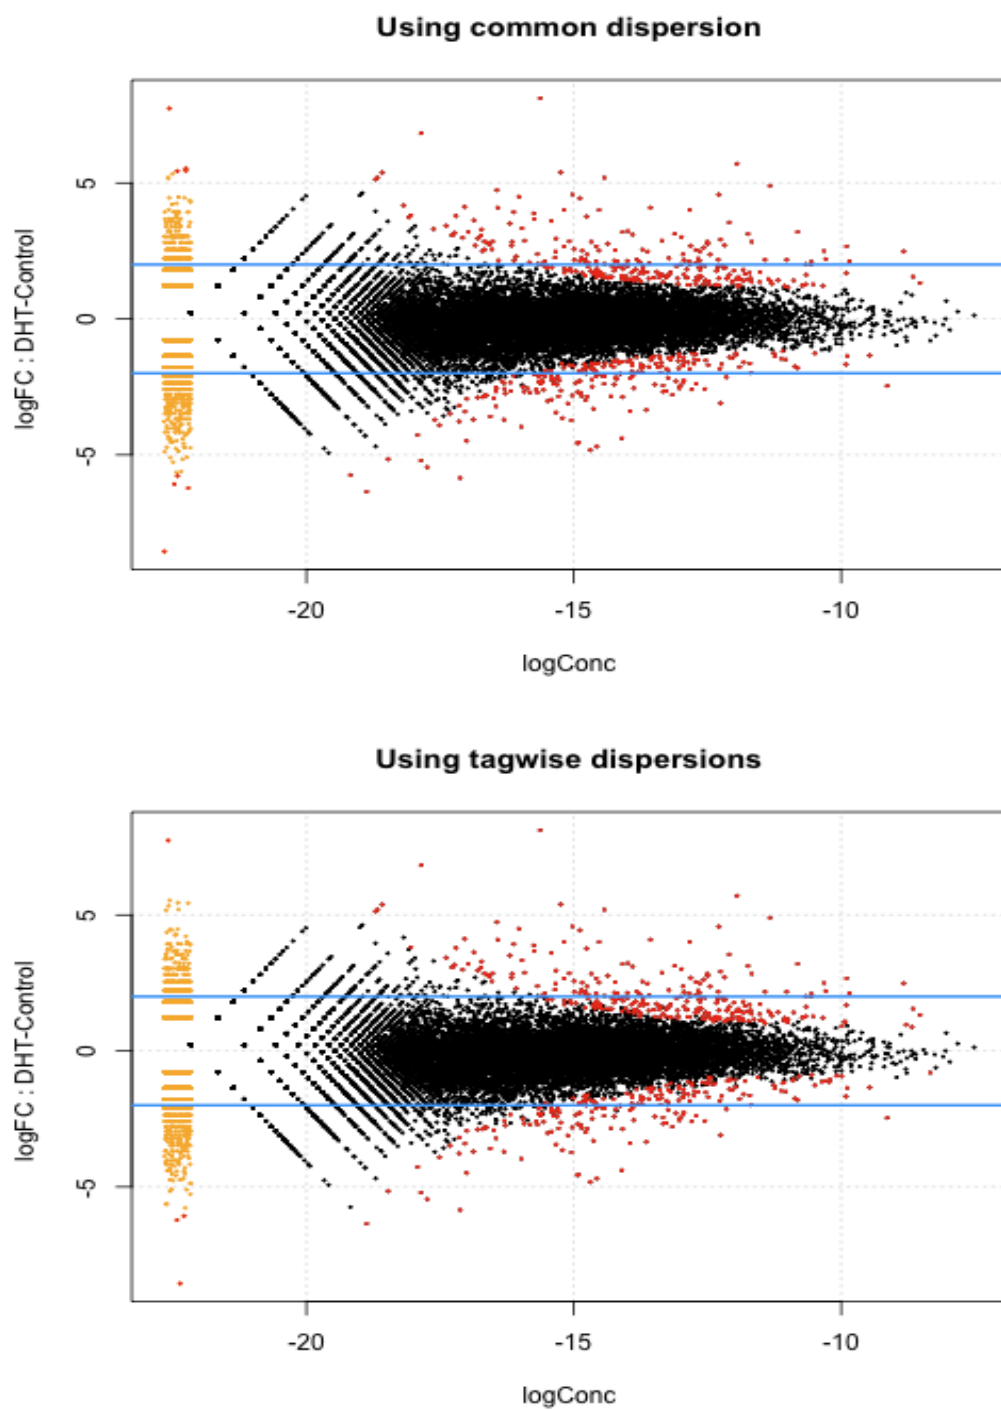 Using common dispersion
logFC : DHT-Control
5
0
-5
-20 -15 -10
logConc
Using tagwise dispersions
logFC : DHT-Control
5
0
-5
-20 -15 -10
logConc